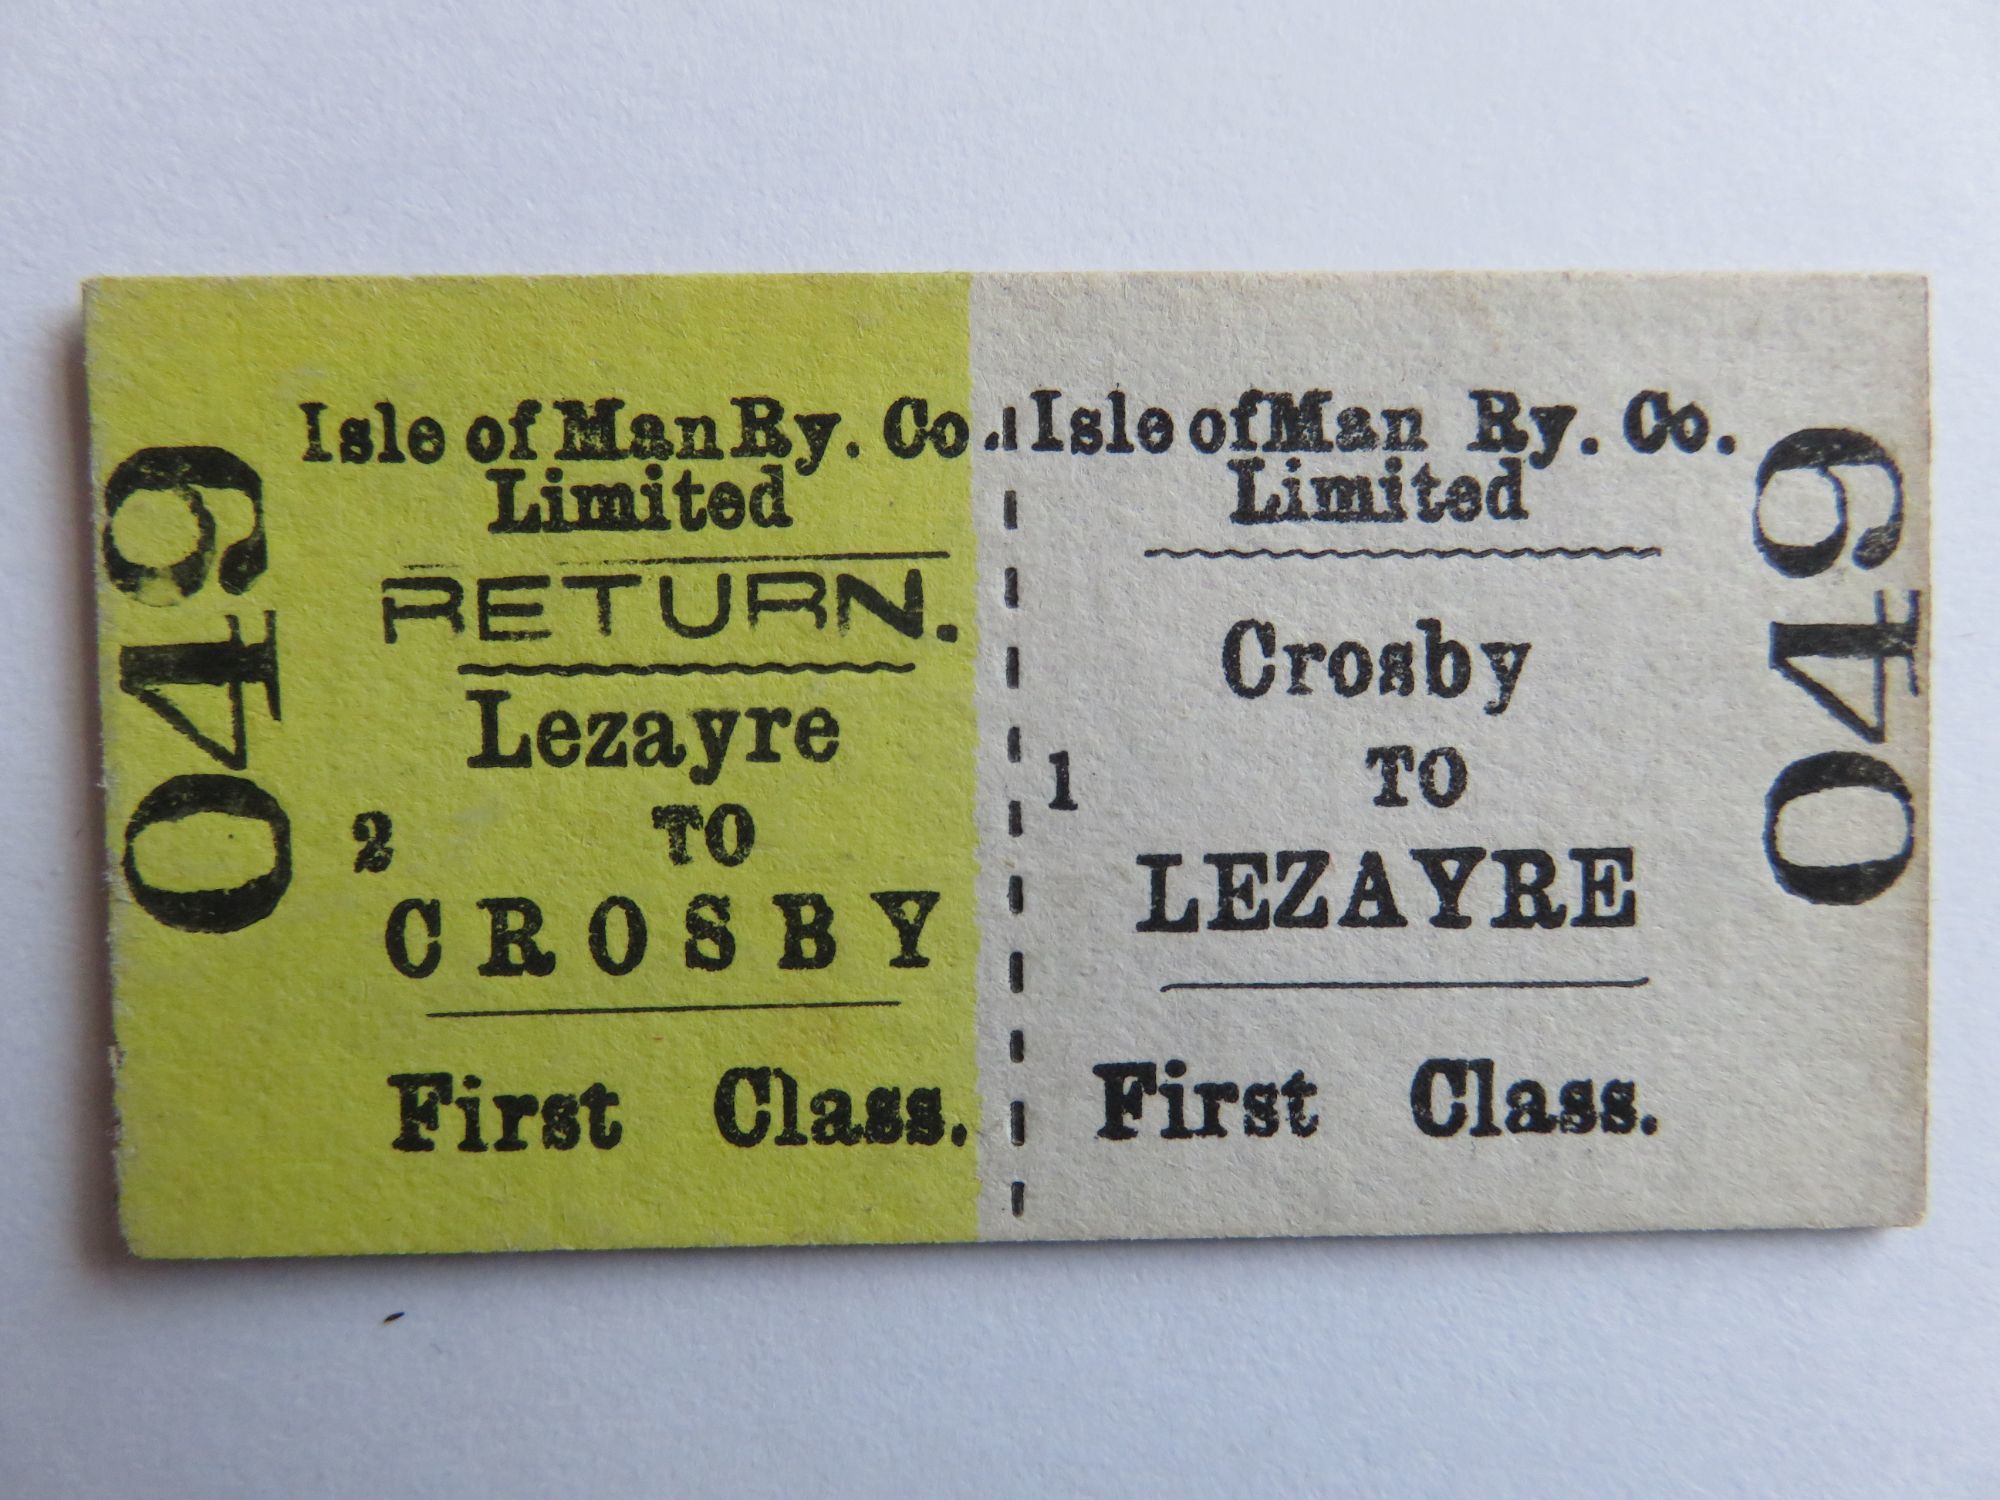 049
Isle of Man Ry. Co.
Limited
RETURN.
Lezayre
2 TO
CROSBY
First Class.
Isle of Man Ry. Co.
Limited
Crosby
1 TO
LEZAYRE
First Class.
049